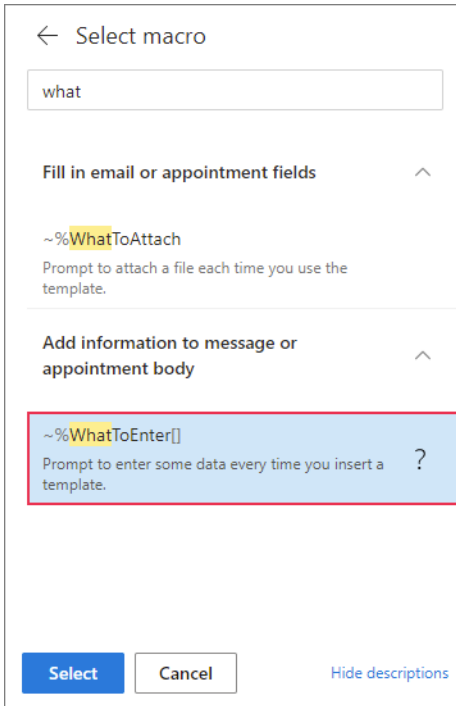 ← Select macro
what
Fill in email or appointment fields
~%WhatToAttach
Prompt to attach a file each time you use the
template.
Add information to message or
appointment body
~%WhatToEnter[]
Prompt to enter some data every time you insert a
template.
?
Select
Cancel
Hide descriptions